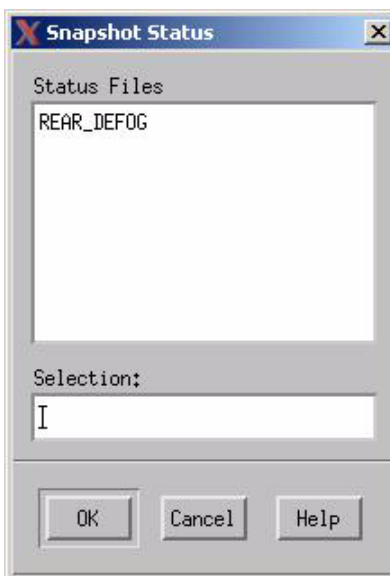 Snapshot Status
Status Files
REAR_DEFOG
Selection:
OK Cancel Help